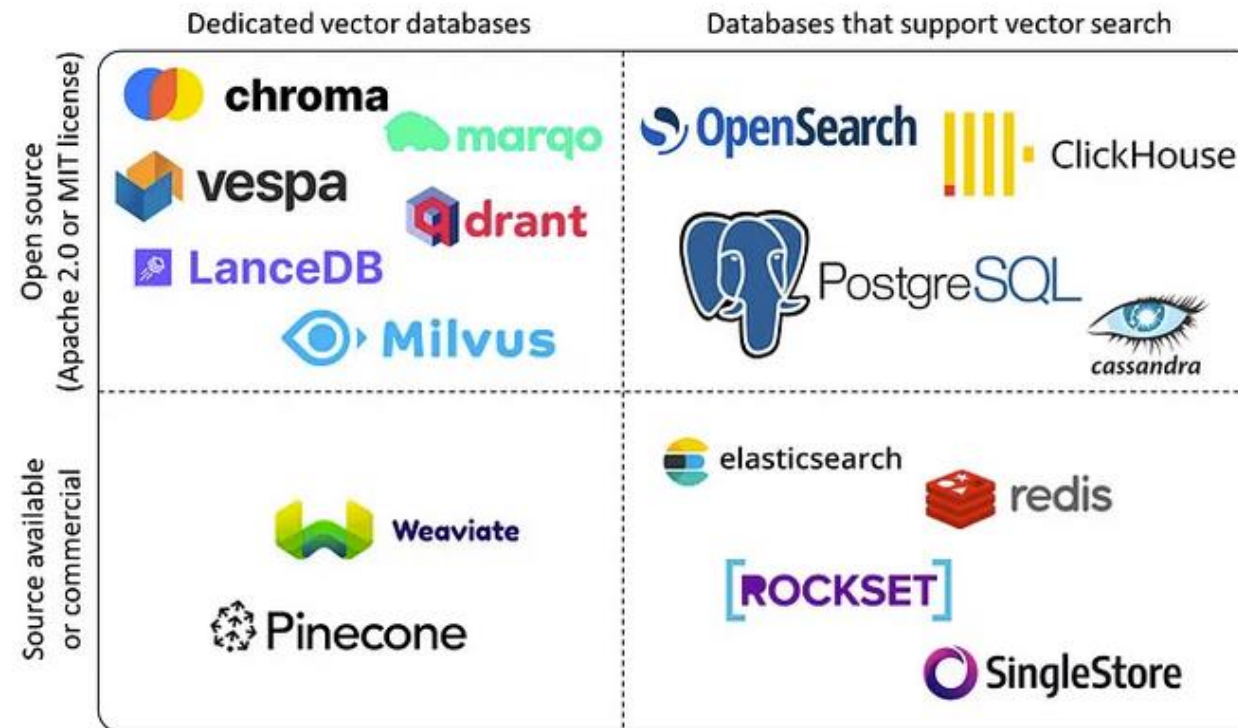 Dedicated vector databases
Databases that support vector search
Open source
(Apache 2.0 or MIT license)
chroma
marqo
vespa
qdrant
LanceDB
Milvus
OpenSearch
ClickHouse
PostgreSQL
cassandra
Source available
or commercial
Weaviate
Pinecone
elasticsearch
redis
[ROCKSET]
SingleStore